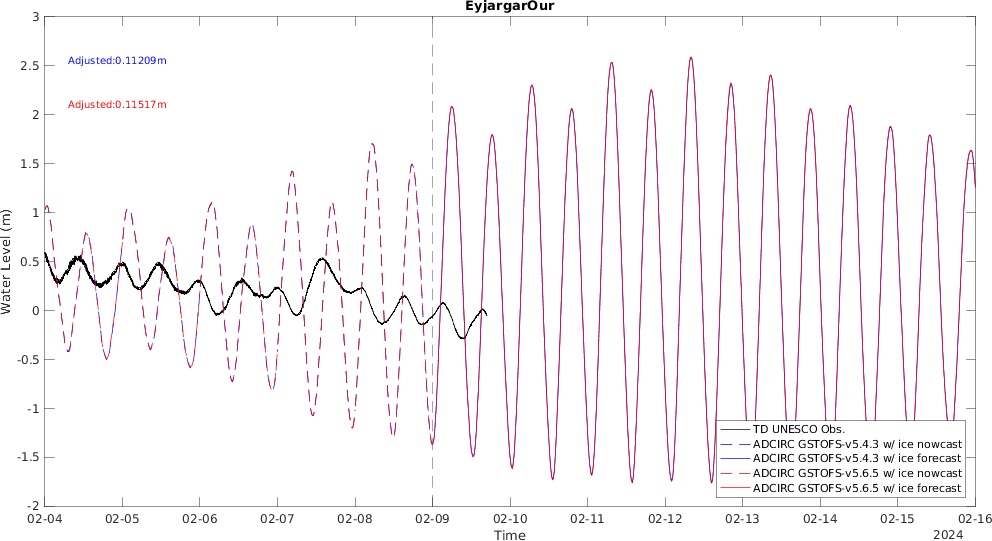 EyjargarOur
Adjusted:0.11209m
Adjusted:0.11517m
Water Level (m)
3
2.5
2
1.5
1
0.5
0
-0.5
-1
-1.5
-2
TD UNESCO Obs.
ADCIRC GSTOFS-v5.4.3 w/ ice nowcast
ADCIRC GSTOFS-v5.4.3 w/ ice forecast
ADCIRC GSTOFS-v5.6.5 w/ ice nowcast
ADCIRC GSTOFS-v5.6.5 w/ ice forecast
02-04 02-05 02-06 02-07 02-08 02-09 02-10 02-11 02-12 02-13 02-14 02-15 02-16
Time
2024